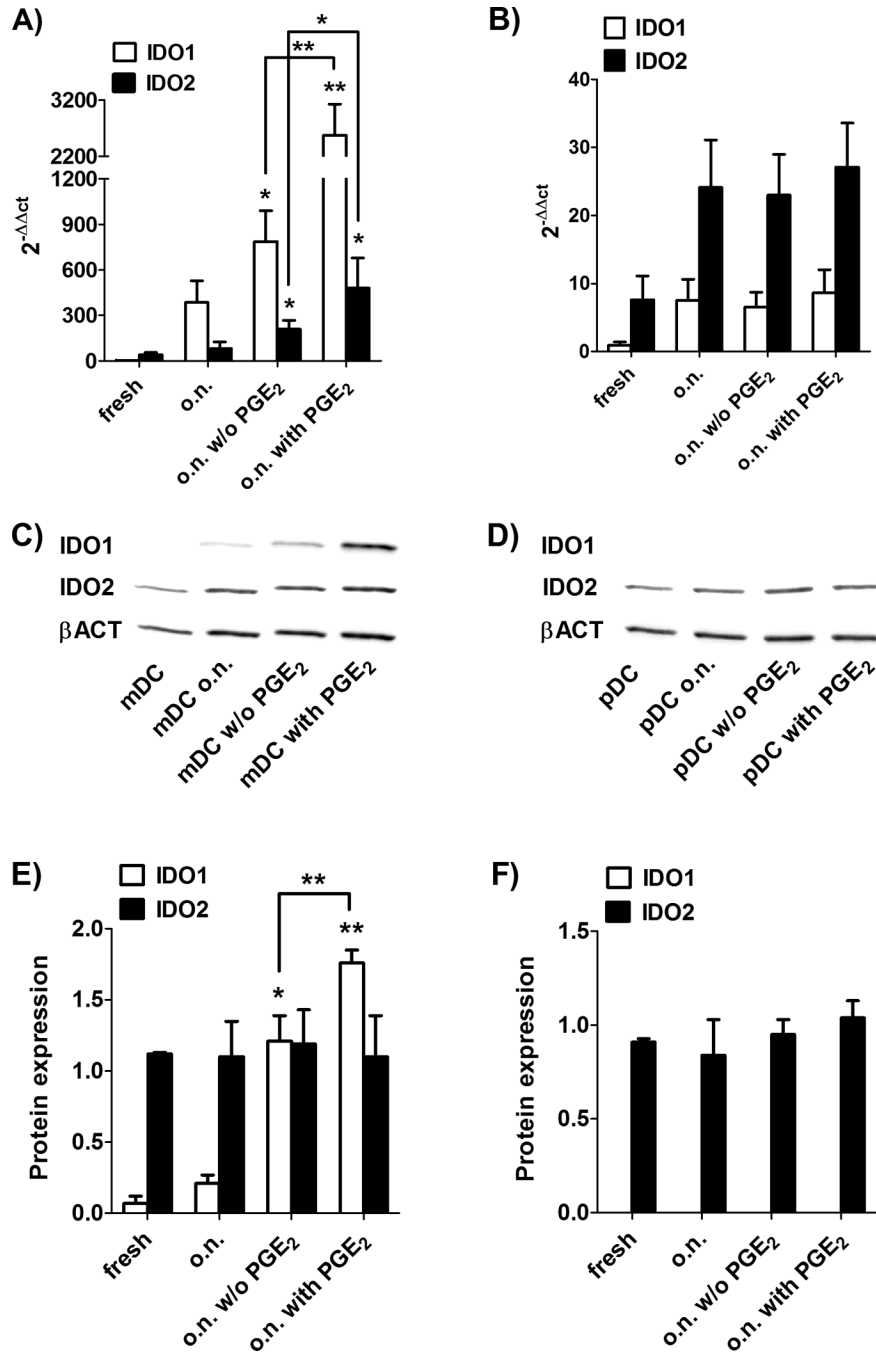 A)
IDO1
IDO2
*
**
**
*
*
*
3200
2200
1200
900
600
300
0
2^-ΔΔct
fresh
o.n.
o.n. w/o PGE₂
o.n. with PGE₂
B)
IDO1
IDO2
40
30
20
10
0
2^-ΔΔct
fresh
o.n.
o.n. w/o PGE₂
o.n. with PGE₂
C)
IDO1
IDO2
βACT
mDC
mDC o.n.
mDC w/o PGE₂
mDC with PGE₂
D)
IDO1
IDO2
βACT
pDC
pDC o.n.
pDC w/o PGE₂
pDC with PGE₂
E)
IDO1
IDO2
**
**
*
2.0
1.5
1.0
0.5
0.0
Protein expression
fresh
o.n.
o.n. w/o PGE₂
o.n. with PGE₂
F)
IDO1
IDO2
1.5
1.0
0.5
0.0
Protein expression
fresh
o.n.
o.n. w/o PGE₂
o.n. with PGE₂